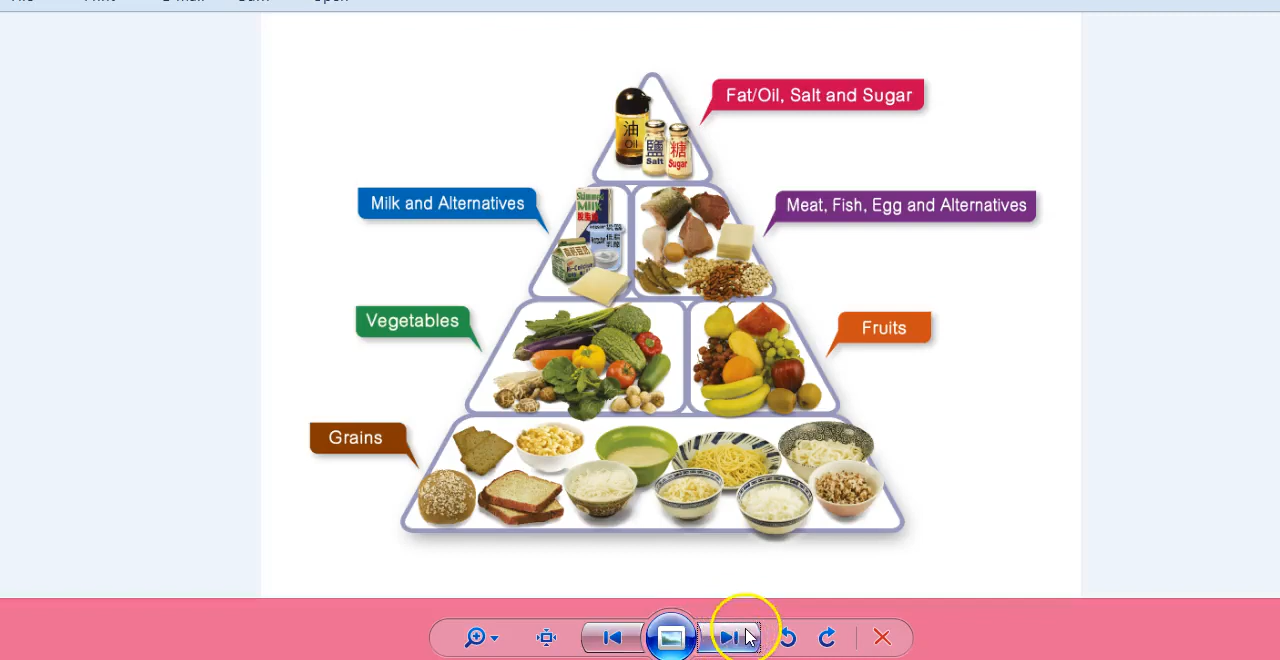 Fat/Oil, Salt and Sugar
油
Oil
鹽
Salt
糖
Sugar
Milk and Alternatives
Meat, Fish, Egg and Alternatives
MILK
Vegetables
Fruits
Grains